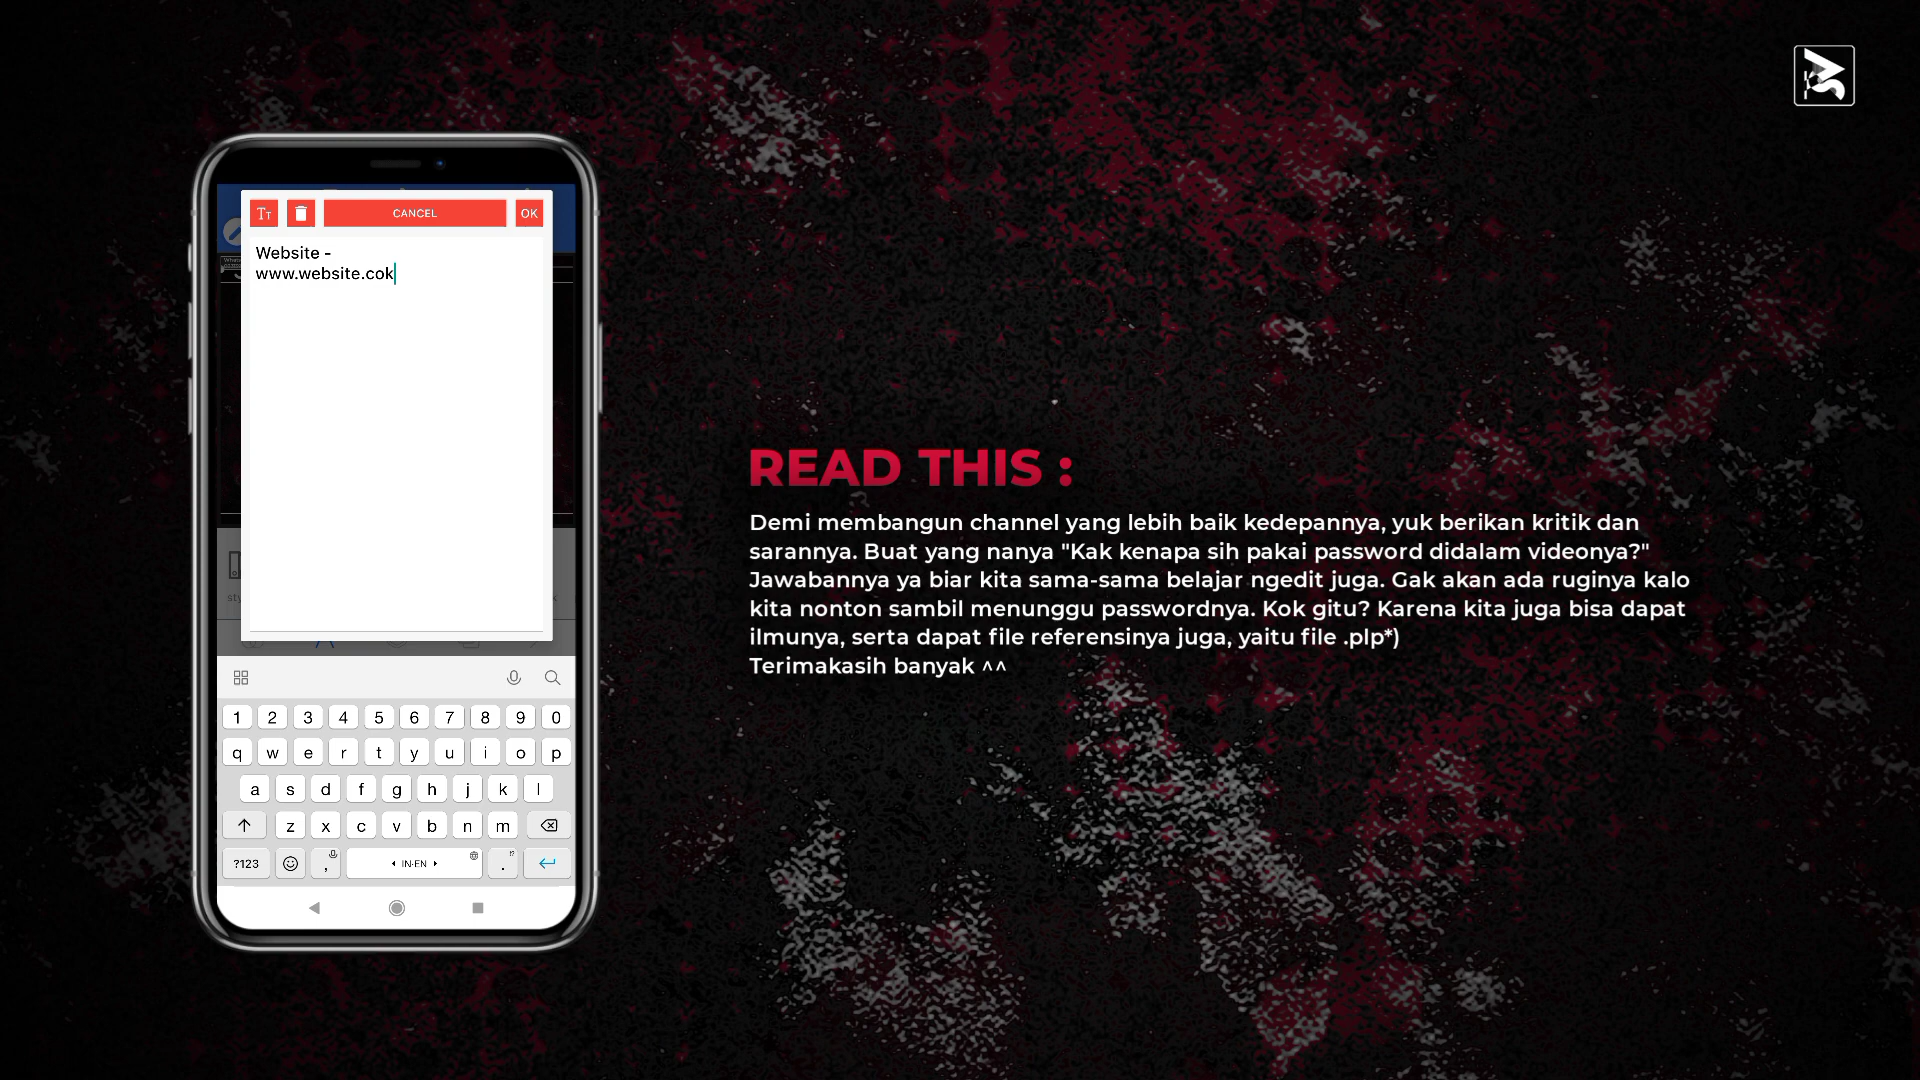 Tт
CANCEL
OK
Website -
www.website.cok
1 2 3 4 5 6 7 8 9 0
q w e r t y u i o p
a s d f g h j k l
z x c v b n m
?123 , IN-EN .
READ THIS :
Demi membangun channel yang lebih baik kedepannya, yuk berikan kritik dan
sarannya. Buat yang nanya "Kak kenapa sih pakai password didalam videonya?"
Jawabannya ya biar kita sama-sama belajar ngedit juga. Gak akan ada ruginya kalo
kita nonton sambil menunggu passwordnya. Kok gitu? Karena kita juga bisa dapat
ilmunya, serta dapat file referensinya juga, yaitu file .plp*)
Terimakasih banyak ^^